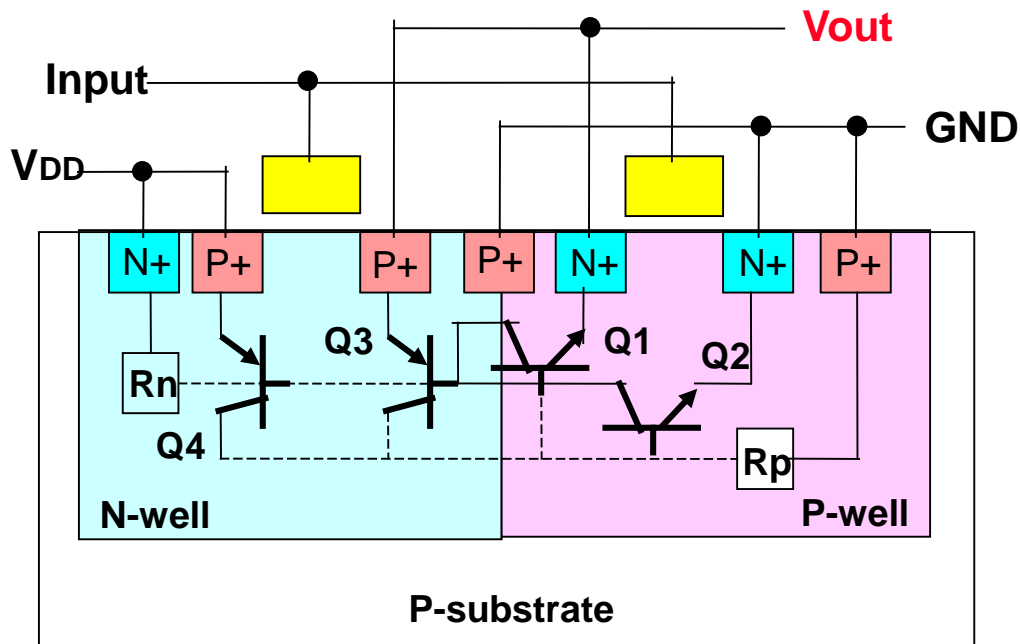 Vout
Input
GND
VDD
N+ P+ P+ P+ N+ N+ P+
Q3 Q1 Q2
Rn
Q4 Rp
N-well P-well
P-substrate